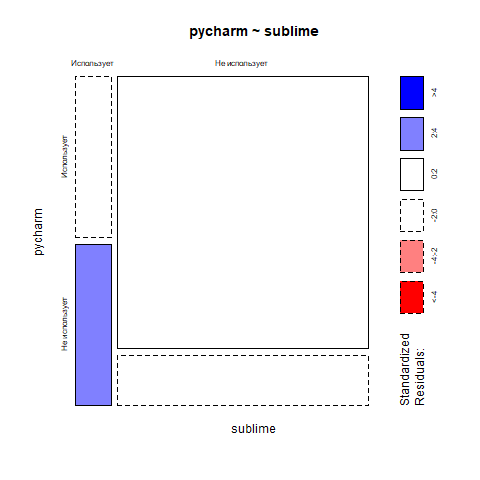 pycharm ~ sublime
Использует
Не использует
Использует
Не использует
pycharm
sublime
>4
2:4
0:2
-2:0
-4:-2
<-4
Standardized
Residuals: